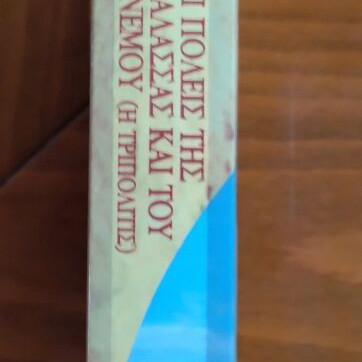 Ι ΠΟΛΕΙΣ ΤΗΣ
ΑΛΑΣΣΑΣ ΚΑΙ ΤΟΥ
ΝΕΜΟΥ (Η ΤΡΙΠΟΛΙΤΙΣ)